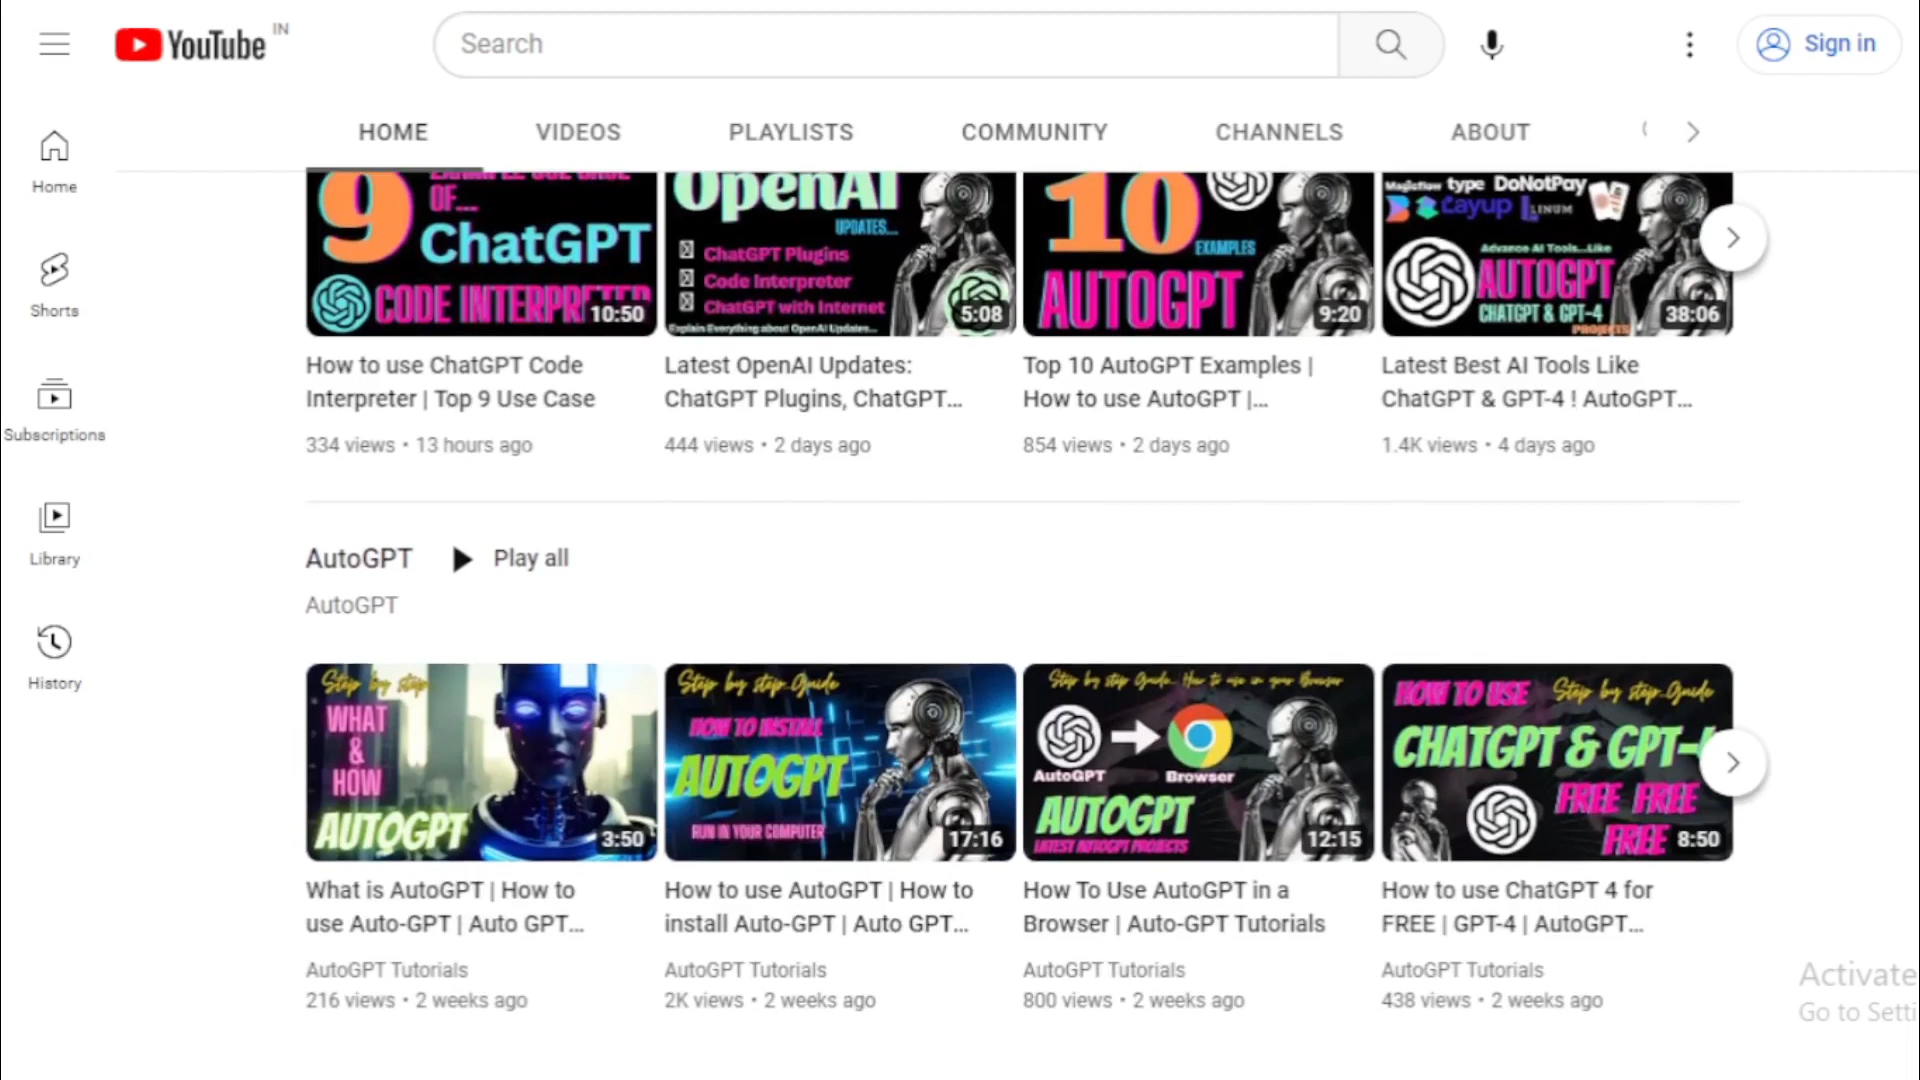 YouTube IN
Search
Sign in
HOME VIDEOS PLAYLISTS COMMUNITY CHANNELS ABOUT
Home
Shorts
Subscriptions
Library
History
9
OF...
ChatGPT
CODE INTERPRETER
10:50
OpenAI
UPDATES...
ChatGPT Plugins
Code Interpreter
ChatGPT with Internet
Explain Everything about OpenAI Updates...
5:08
10
EXAMPLES
AUTOGPT
9:20
Magicflow type DoNotPay
Layup LINUM
Advance AI Tools...Like
AUTOGPT
CHATGPT & GPT-4
PROJECTS
38:06
How to use ChatGPT Code
Interpreter | Top 9 Use Case
334 views • 13 hours ago
Latest OpenAI Updates:
ChatGPT Plugins, ChatGPT...
444 views • 2 days ago
Top 10 AutoGPT Examples |
How to use AutoGPT |...
854 views • 2 days ago
Latest Best AI Tools Like
ChatGPT & GPT-4 ! AutoGPT...
1.4K views • 4 days ago
AutoGPT Play all
AutoGPT
Step by step
WHAT
&
HOW
AUTOGPT
3:50
Step by step Guide
HOW TO INSTALL
AUTOGPT
RUN IN YOUR COMPUTER
17:16
Step by step Guide.. How to use in your Browser
AutoGPT Browser
AUTOGPT
LATEST AUTOGPT PROJECTS
12:15
HOW TO USE Step by step Guide
CHATGPT & GPT-4
FREE FREE
FREE
8:50
What is AutoGPT | How to
use Auto-GPT | Auto GPT...
AutoGPT Tutorials
216 views • 2 weeks ago
How to use AutoGPT | How to
install Auto-GPT | Auto GPT...
AutoGPT Tutorials
2K views • 2 weeks ago
How To Use AutoGPT in a
Browser | Auto-GPT Tutorials
AutoGPT Tutorials
800 views • 2 weeks ago
How to use ChatGPT 4 for
FREE | GPT-4 | AutoGPT...
AutoGPT Tutorials
438 views • 2 weeks ago
Activate
Go to Setti